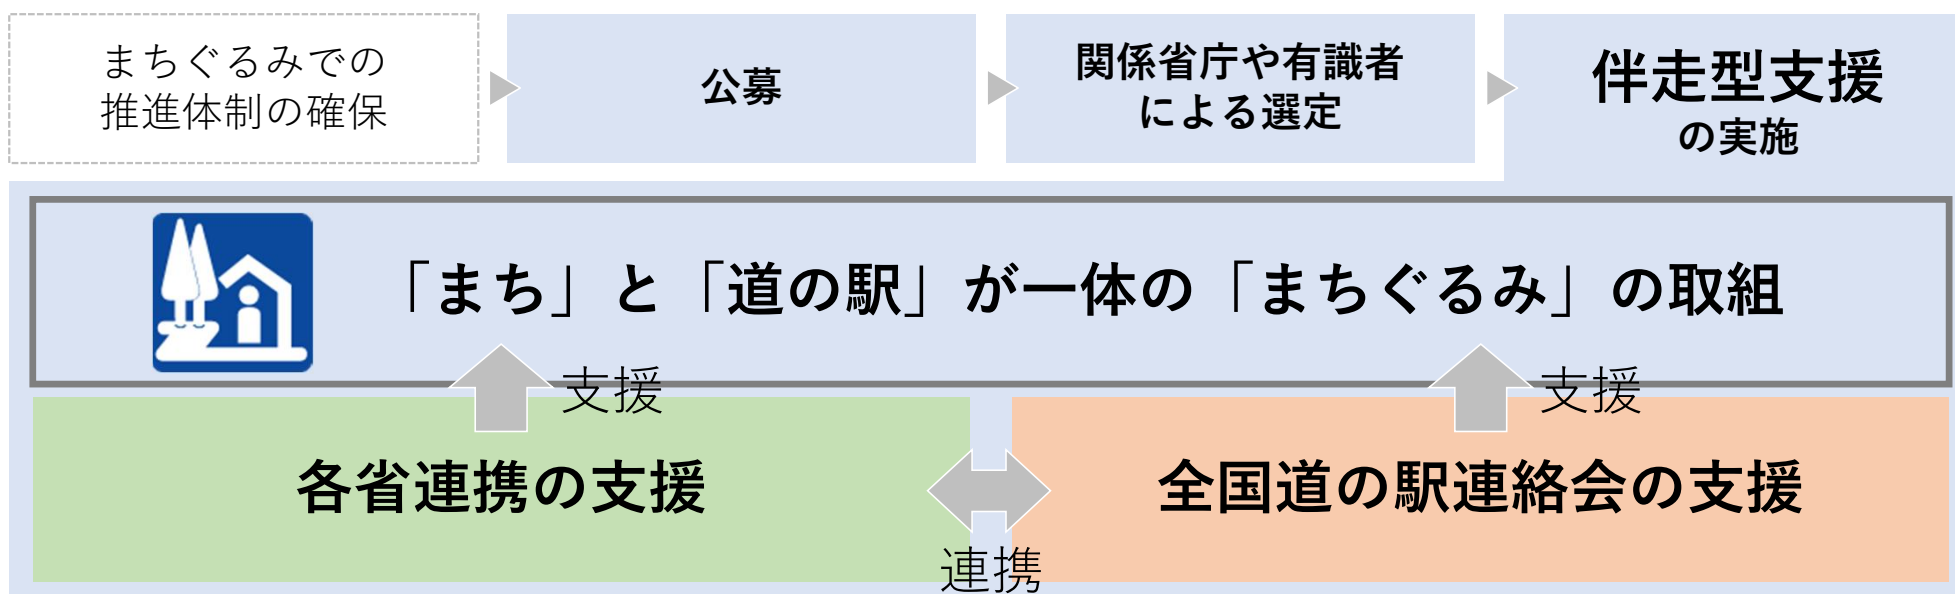 まちぐるみでの
推進体制の確保
公募
関係省庁や有識者
による選定
伴走型支援
の実施
「まち」と「道の駅」が一体の「まちぐるみ」の取組
支援
支援
各省連携の支援
全国道の駅連絡会の支援
連携